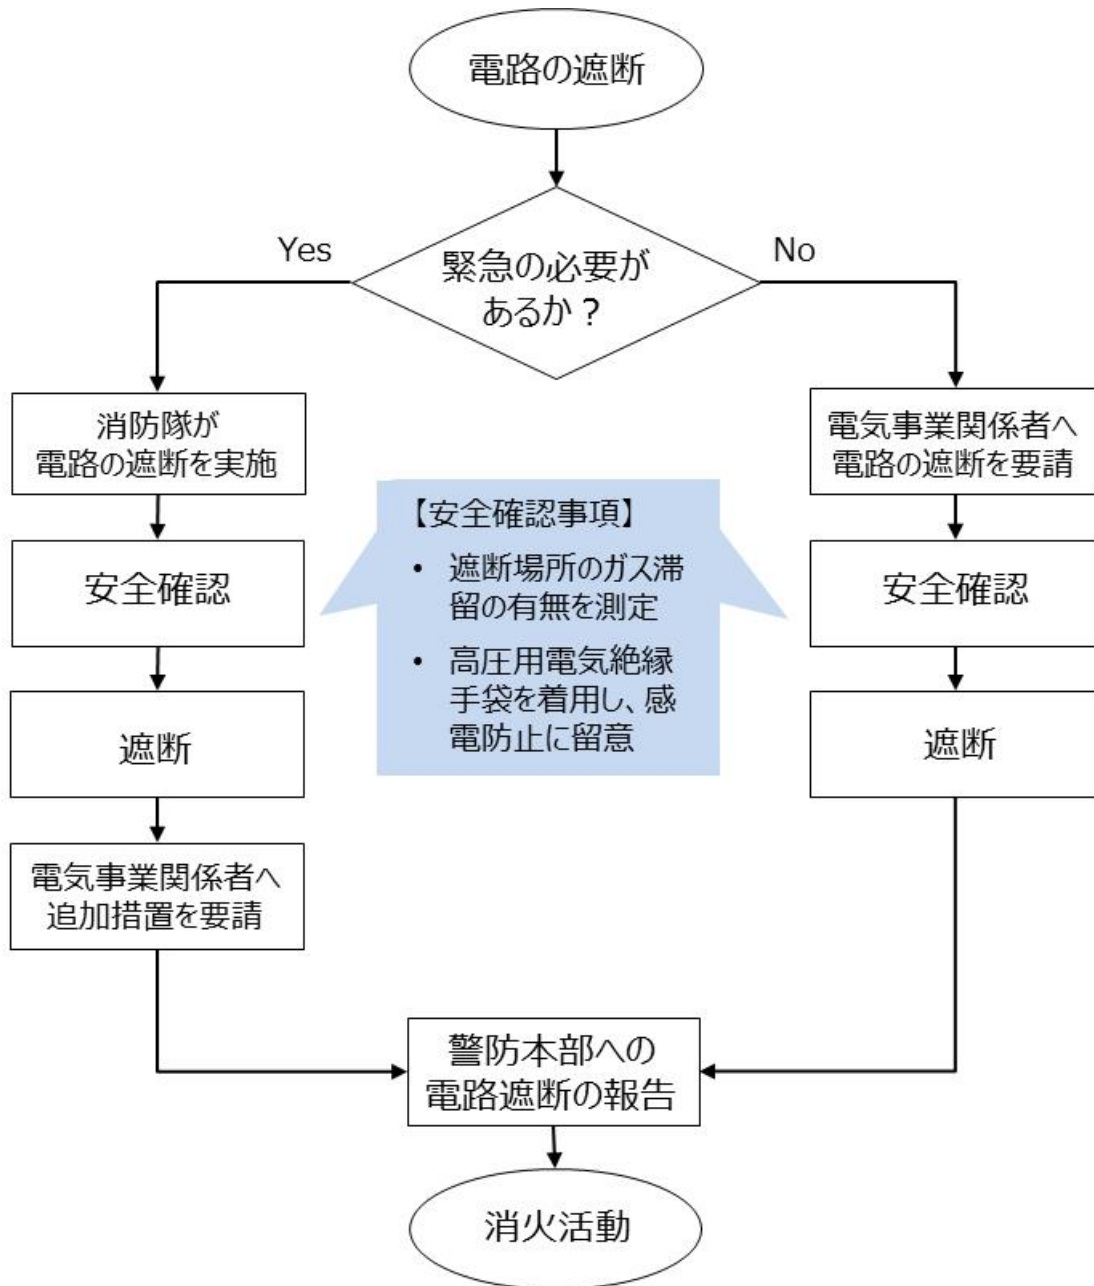 電路の遮断
緊急の必要が
あるか？
Yes
No
消防隊が
電路の遮断を実施
電気事業関係者へ
電路の遮断を要請
【安全確認事項】
• 遮断場所のガス滞
留の有無を測定
• 高圧用電気絶縁
手袋を着用し、感
電防止に留意
安全確認
安全確認
遮断
遮断
電気事業関係者へ
追加措置を要請
警防本部への
電路遮断の報告
消火活動